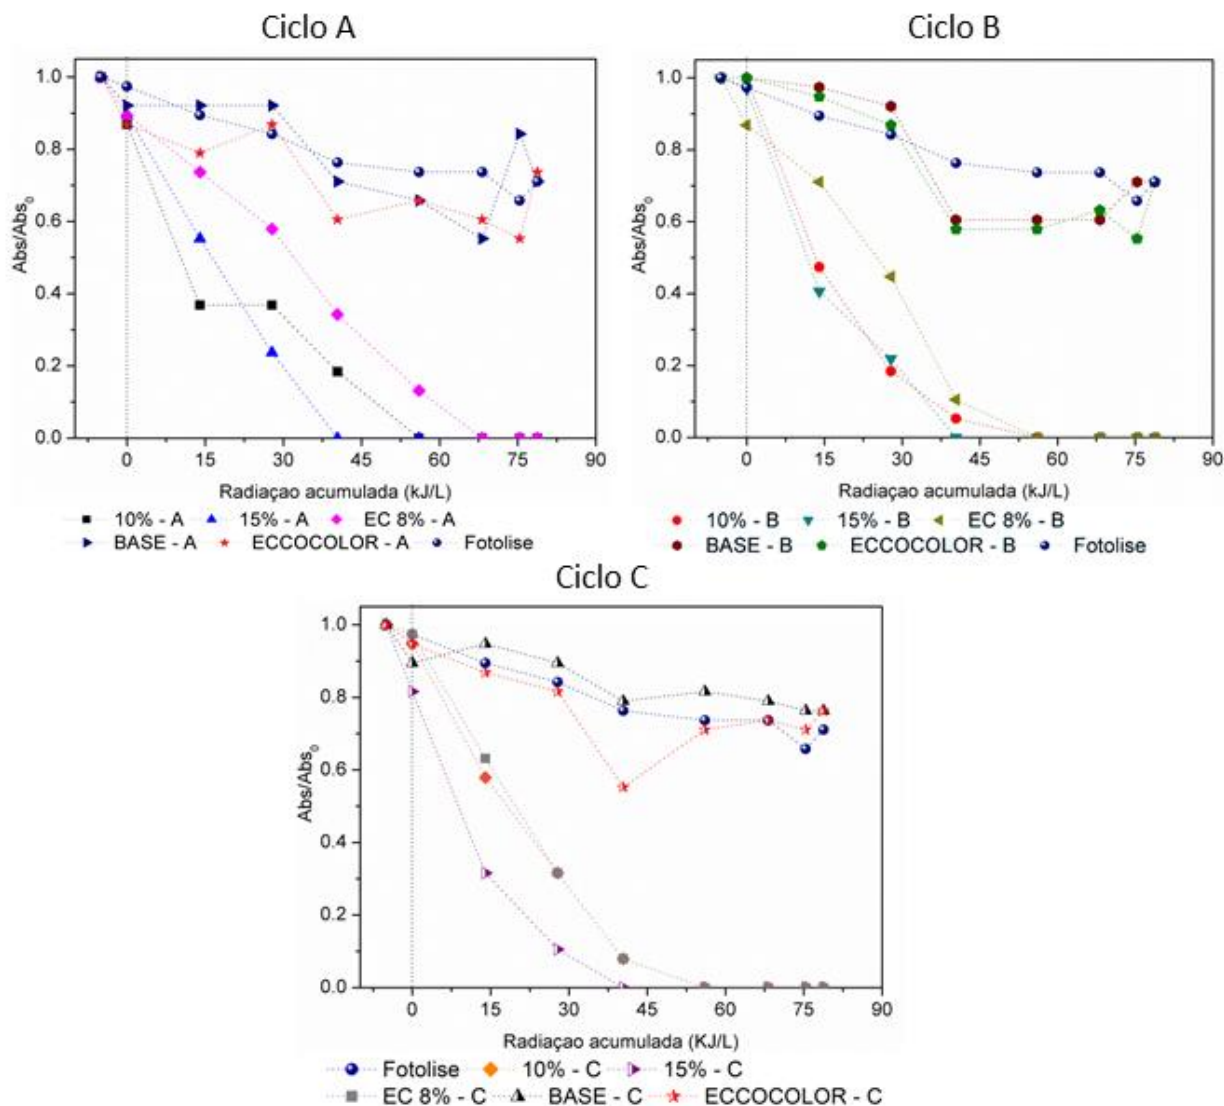 Ciclo A
Abs/Abs0
1.0
0.8
0.6
0.4
0.2
0.0
0 15 30 45 60 75 90
Radiaçao acumulada (kJ/L)
10% - A 15% - A EC 8% - A
BASE - A ECCOCOLOR - A Fotolise
Ciclo B
Abs/Abs0
1.0
0.8
0.6
0.4
0.2
0.0
0 15 30 45 60 75 90
Radiaçao acumulada (kJ/L)
10% - B 15% - B EC 8% - B
BASE - B ECCOCOLOR - B Fotolise
Ciclo C
Abs/Abs0
1.0
0.8
0.6
0.4
0.2
0.0
0 15 30 45 60 75 90
Radiaçao acumulada (KJ/L)
Fotolise 10% - C 15% - C
EC 8% - C BASE - C ECCOCOLOR - C